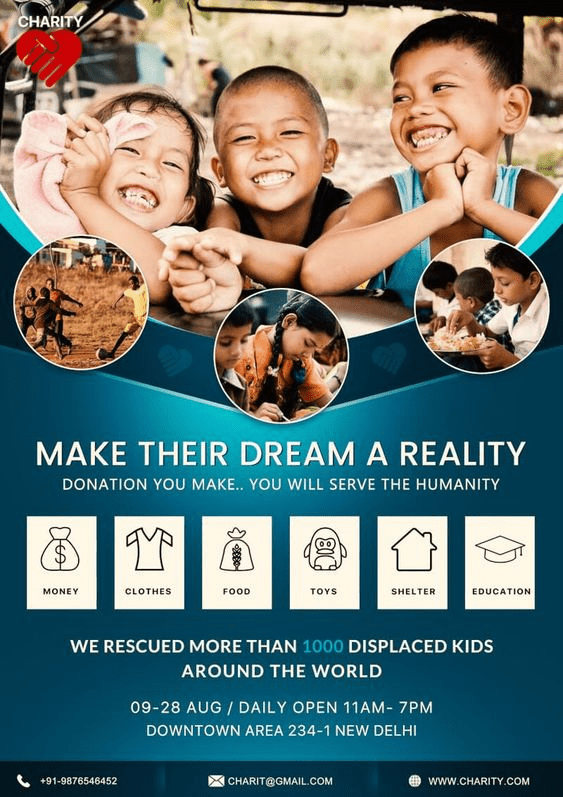 CHARITY
MAKE THEIR DREAM A REALITY
DONATION YOU MAKE.. YOU WILL SERVE THE HUMANITY
$
MONEY
CLOTHES
FOOD
TOYS
SHELTER
EDUCATION
WE RESCUED MORE THAN 1000 DISPLACED KIDS
AROUND THE WORLD
09-28 AUG / DAILY OPEN 11AM- 7PM
DOWNTOWN AREA 234-1 NEW DELHI
+91-9876546452
CHARIT@GMAIL.COM
WWW.CHARITY.COM